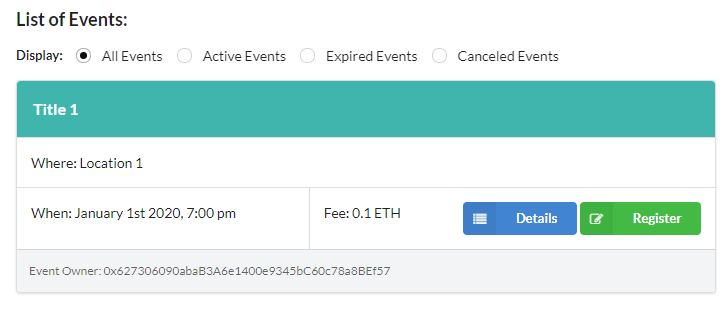 List of Events:
Display: All Events Active Events Expired Events Canceled Events
Title 1
Where: Location 1
When: January 1st 2020, 7:00 pm Fee: 0.1 ETH Details Register
Event Owner: 0x627306090abaB3A6e1400e9345bC60c78a8BEf57